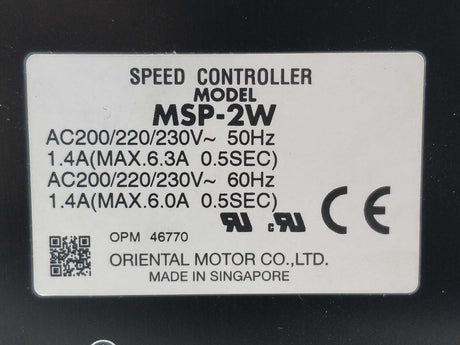 SPEED CONTROLLER
MODEL
MSP-2W
AC200/220/230V~ 50Hz
1.4A(MAX.6.3A 0.5SEC)
AC200/220/230V~ 60Hz
1.4A(MAX.6.0A 0.5SEC)
OPM 46770
ORIENTAL MOTOR CO.,LTD.
MADE IN SINGAPORE
c
CE